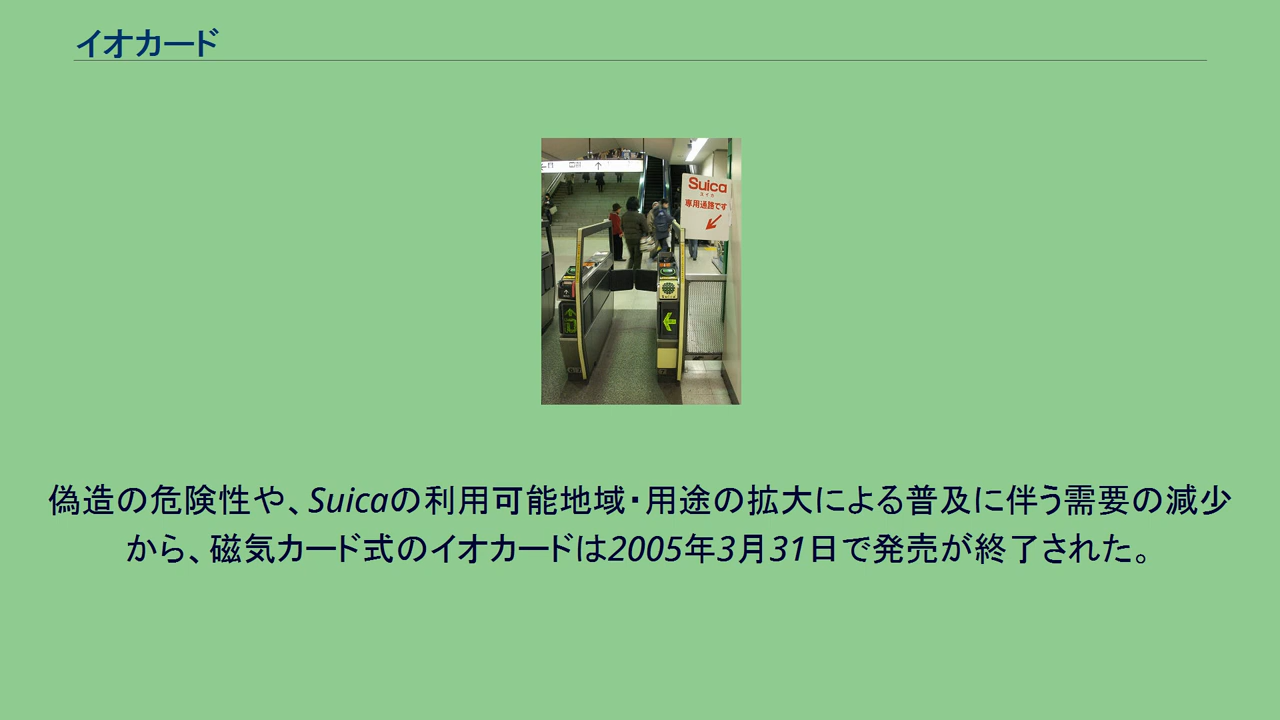 イオカード
Suica
スイカ
専用通路です
偽造の危険性や、Suicaの利用可能地域・用途の拡大による普及に伴う需要の減少
から、磁気カード式のイオカードは2005年3月31日で発売が終了された。